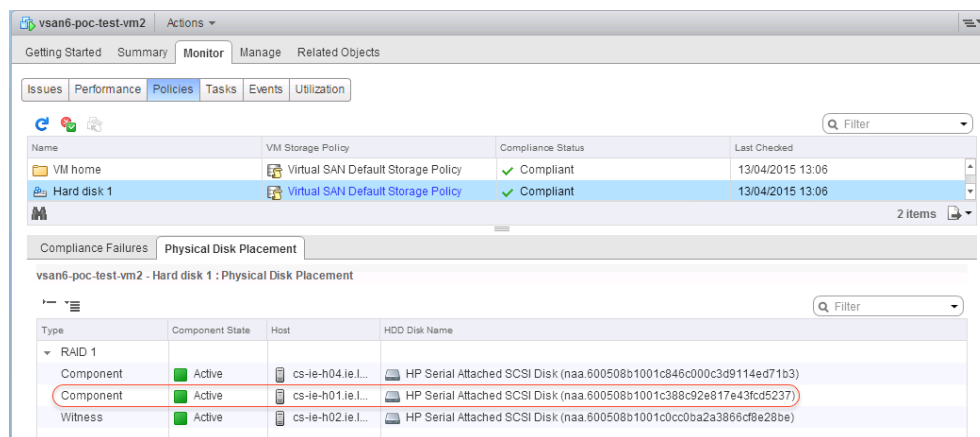 vsan6-poc-test-vm2 Actions
Getting Started Summary Monitor Manage Related Objects
Issues Performance Policies Tasks Events Utilization
Filter
Name VM Storage Policy Compliance Status Last Checked
VM home Virtual SAN Default Storage Policy Compliant 13/04/2015 13:06
Hard disk 1 Virtual SAN Default Storage Policy Compliant 13/04/2015 13:06
2 items
Compliance Failures Physical Disk Placement
vsan6-poc-test-vm2 - Hard disk 1 : Physical Disk Placement
Filter
Type Component State Host HDD Disk Name
RAID 1
Component Active cs-ie-h04.ie.l... HP Serial Attached SCSI Disk (naa.600508b1001c846c000c3d9114ed71b3)
Component Active cs-ie-h01.ie.l... HP Serial Attached SCSI Disk (naa.600508b1001c388c92e817e43fcd5237)
Witness Active cs-ie-h02.ie.l... HP Serial Attached SCSI Disk (naa.600508b1001c0cc0ba2a3866cf8e28be)